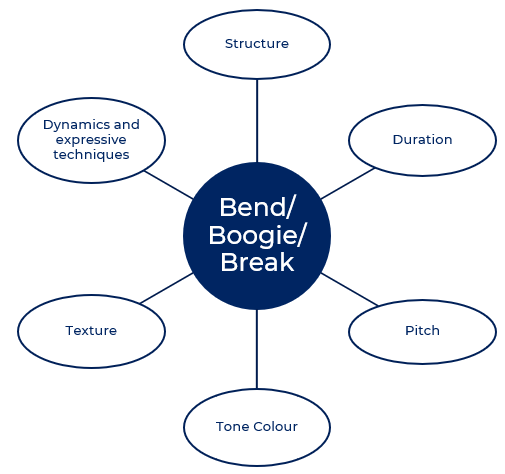 Structure
Dynamics and
expressive
techniques
Duration
Bend/
Boogie/
Break
Texture
Pitch
Tone Colour